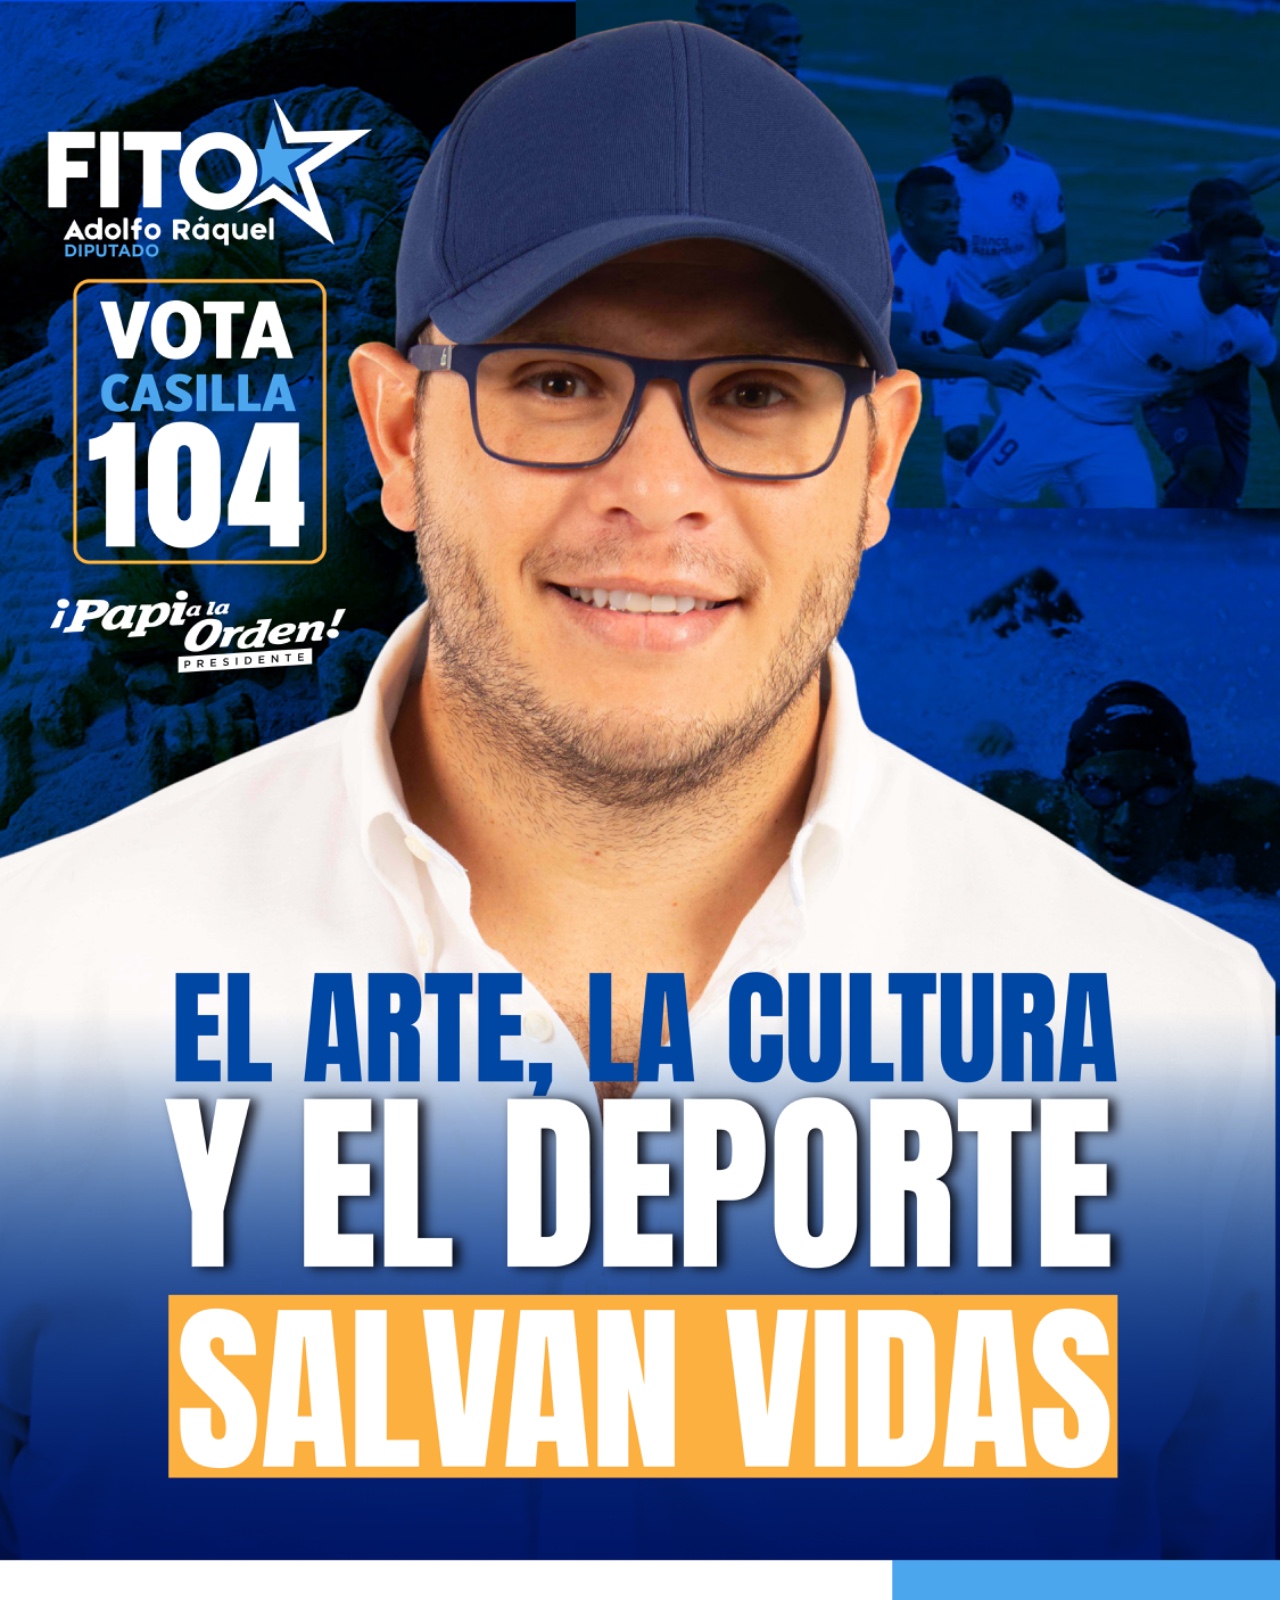 FITO
Adolfo Ráquel
DIPUTADO
VOTA
CASILLA
104
¡Papi a la
Orden!
PRESIDENTE
9
EL ARTE, LA CULTURA
Y EL DEPORTE
SALVAN VIDAS